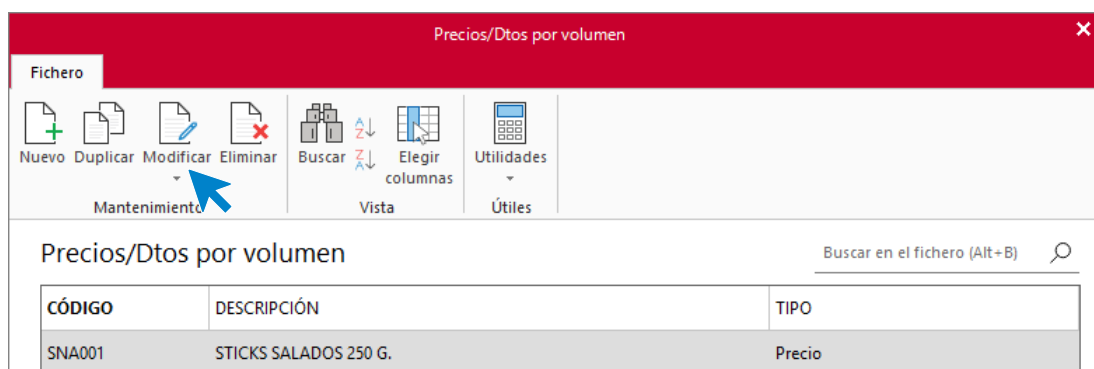 Precios/Dtos por volumen
Fichero
Nuevo Duplicar Modificar Eliminar Buscar Elegir columnas Utilidades
Mantenimiento Vista Útiles
Precios/Dtos por volumen
Buscar en el fichero (Alt+B)
CÓDIGO DESCRIPCIÓN TIPO
SNA001 STICKS SALADOS 250 G. Precio